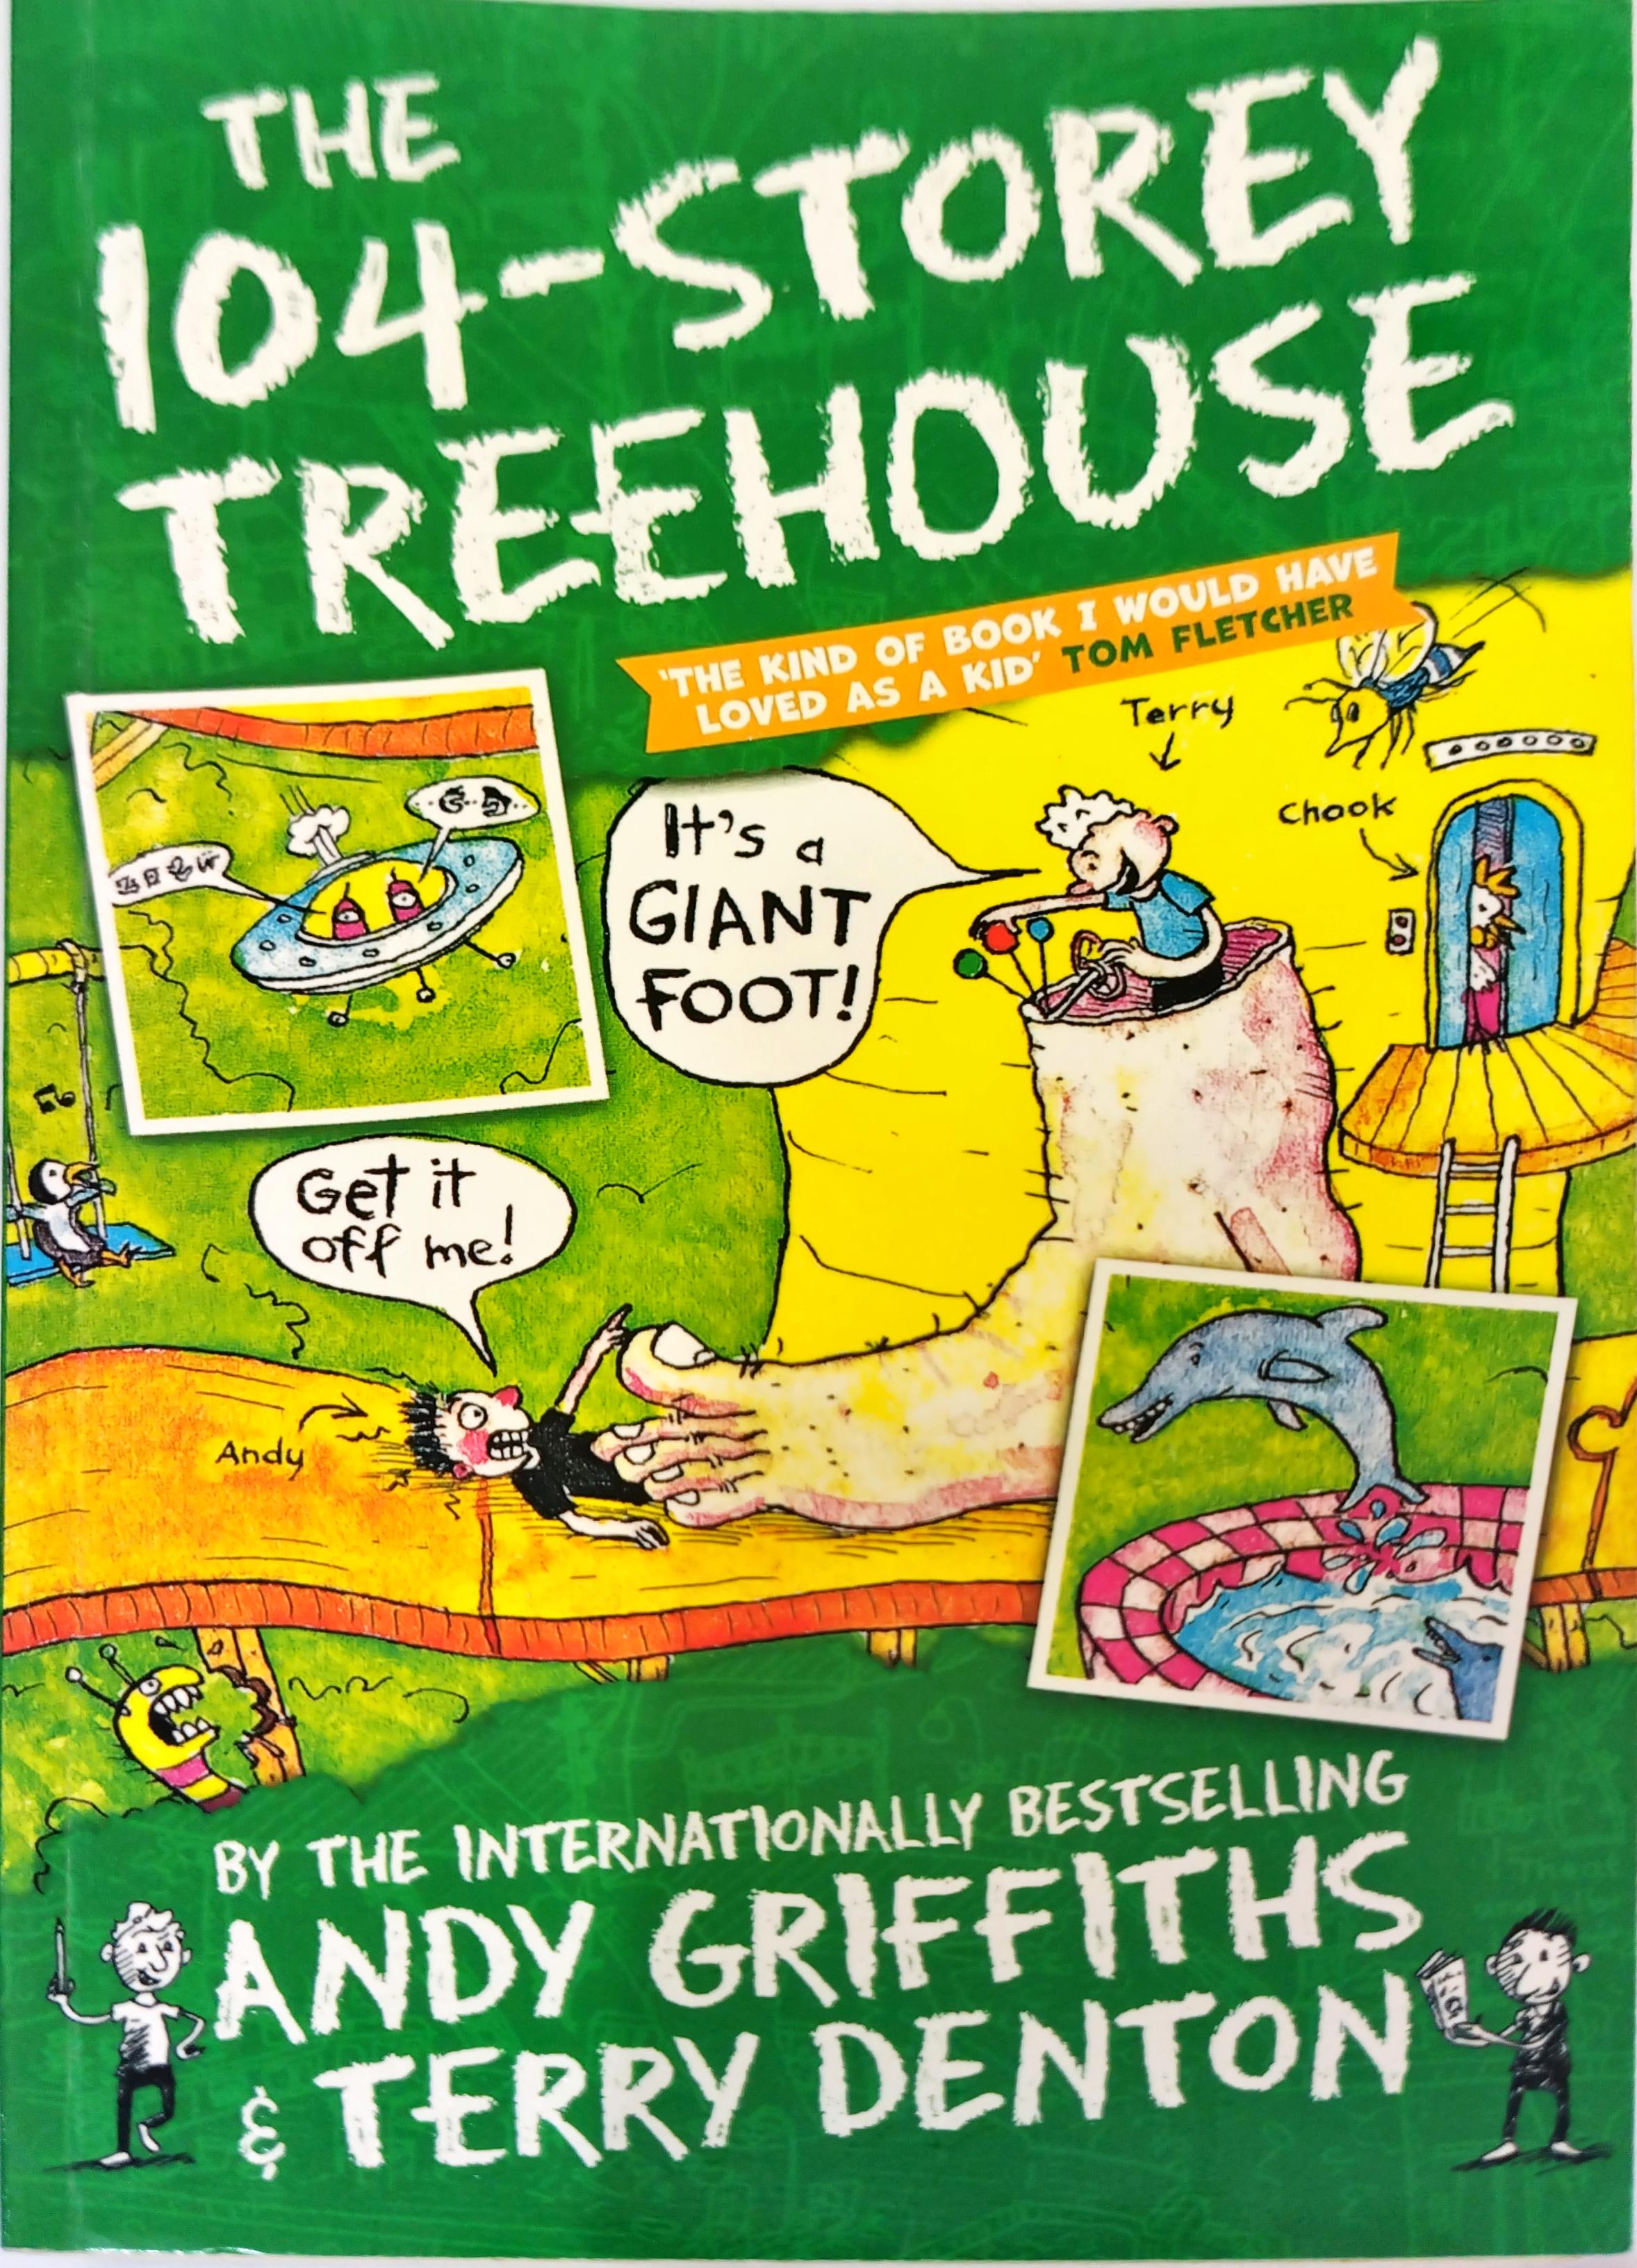 THE
104-STOREY
TREEHOUSE
'THE KIND OF BOOK I WOULD HAVE
LOVED AS A KID' TOM FLETCHER
Terry
Chook
It's a
GIANT
FOOT!
Get it
off me!
Andy
BY THE INTERNATIONALLY BESTSELLING
ANDY GRIFFITHS
& TERRY DENTON